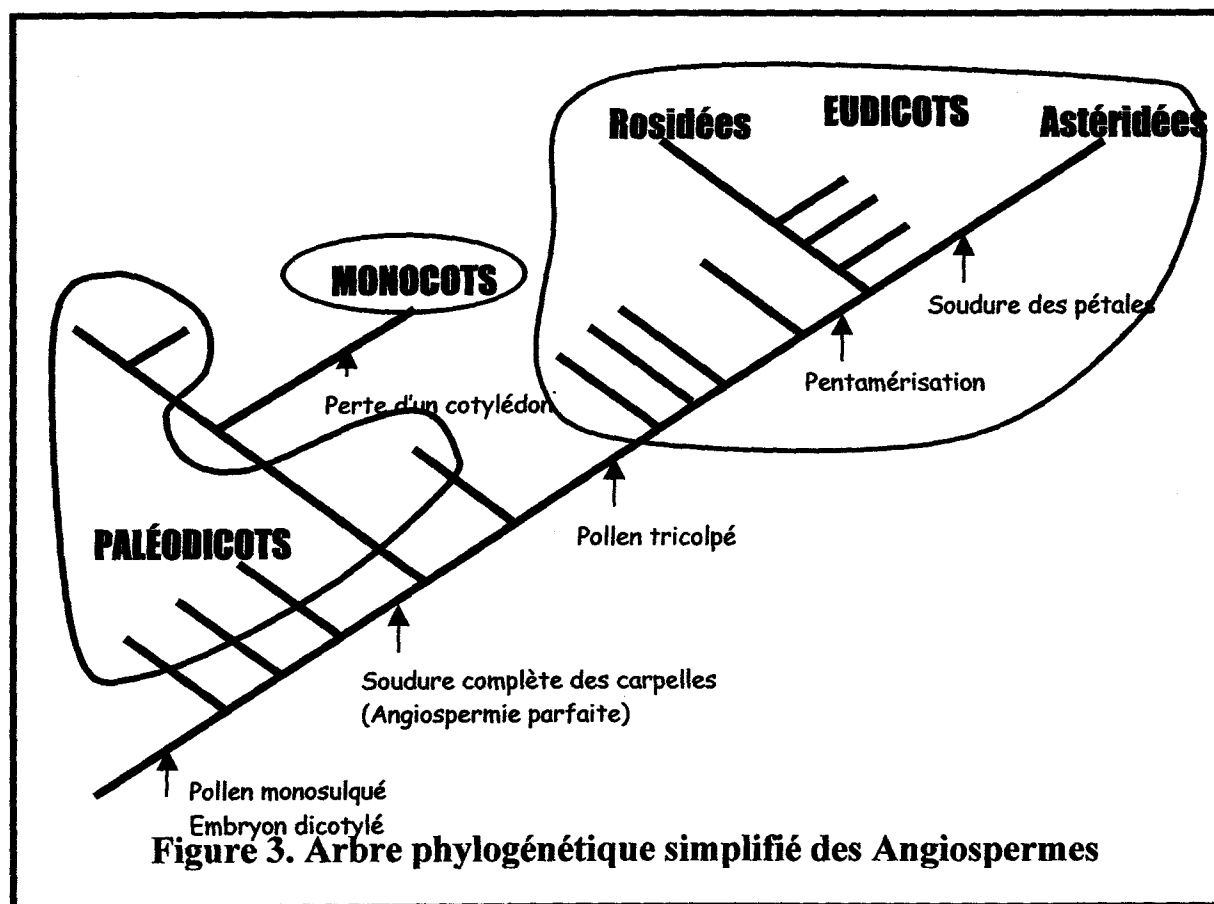 Rosidées
EUDICOTS
Astéridées
MONOCOTS
Soudure des pétales
Pentamérisation
Perte d'un cotylédon
Pollen tricolpé
PALÉODICOTS
Soudure complète des carpelles
(Angiospermie parfaite)
Pollen monosulqué
Embryon dicotylé
Figure 3. Arbre phylogénétique simplifié des Angiospermes